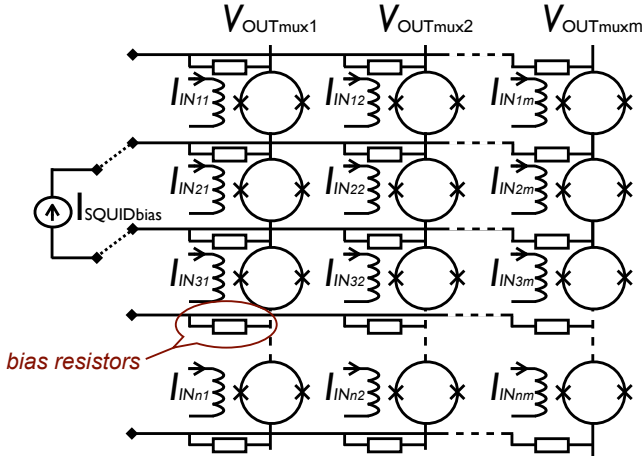 VOUTmux1 VOUTmux2 VOUTmuxm
IIN11 IIN12 IIN1m
IIN21 IIN22 IIN2m
ISQUIDbias
IIN31 IIN32 IIN3m
bias resistors
IINn1 IINn2 IINnm